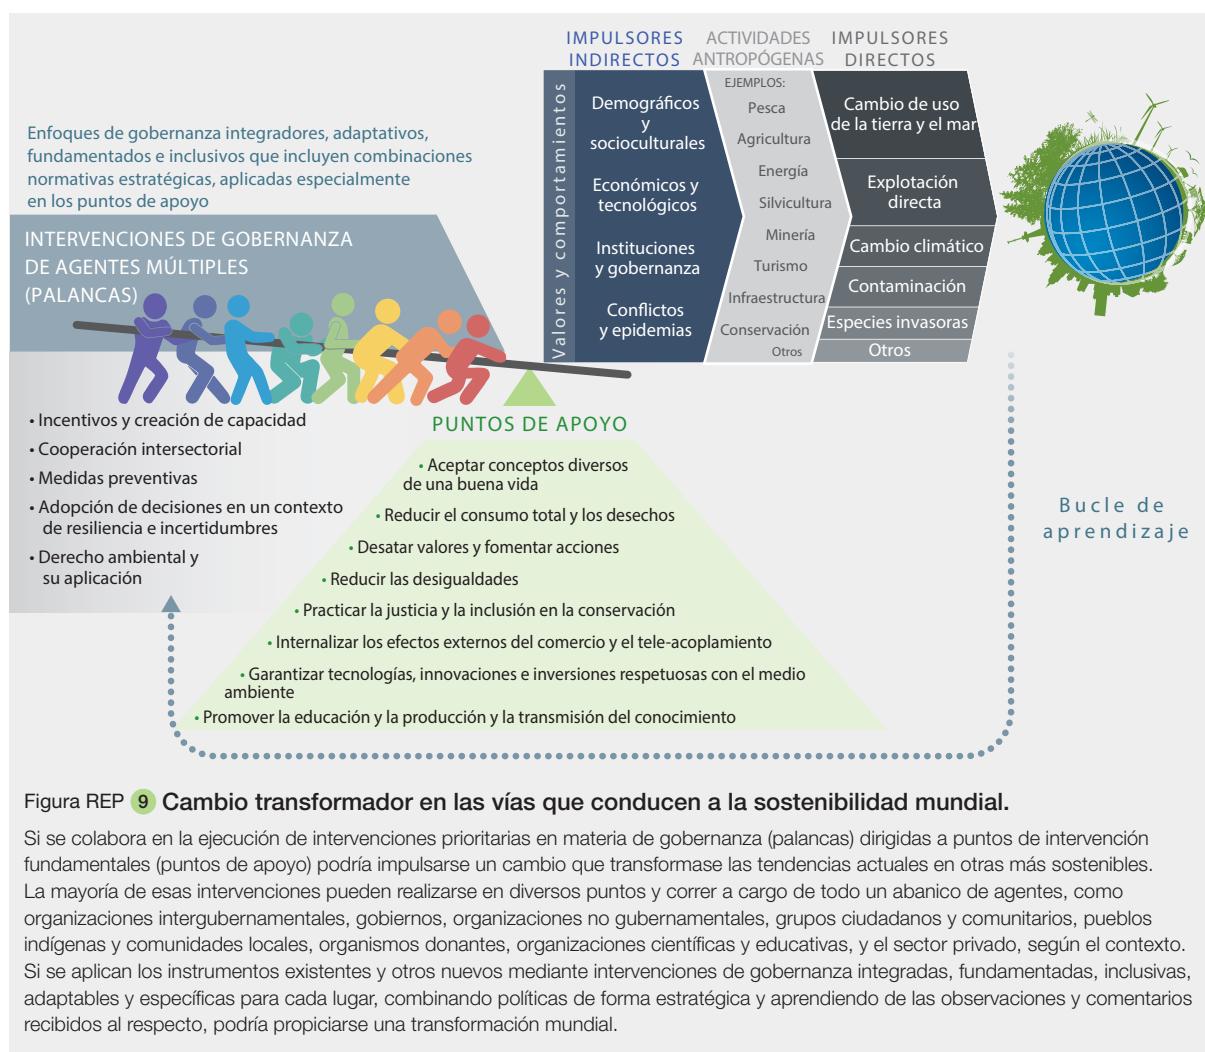 IMPULSORES
INDIRECTOS
ACTIVIDADES
ANTROPÓGENAS
IMPULSORES
DIRECTOS
Valores y comportamientos
Demográficos
y
socioculturales
Económicos y
tecnológicos
Instituciones
y gobernanza
Conflictos
y epidemias
EJEMPLOS:
Pesca
Agricultura
Energía
Silvicultura
Minería
Turismo
Infraestructura
Conservación
Otros
Cambio de uso
de la tierra y el mar
Explotación
directa
Cambio climático
Contaminación
Especies invasoras
Otros
Enfoques de gobernanza integradores, adaptativos,
fundamentados e inclusivos que incluyen combinaciones
normativas estratégicas, aplicadas especialmente
en los puntos de apoyo
INTERVENCIONES DE GOBERNANZA
DE AGENTES MÚLTIPLES
(PALANCAS)
• Incentivos y creación de capacidad
• Cooperación intersectorial
• Medidas preventivas
• Adopción de decisiones en un contexto
de resiliencia e incertidumbres
• Derecho ambiental y
su aplicación
PUNTOS DE APOYO
• Aceptar conceptos diversos
de una buena vida
• Reducir el consumo total y los desechos
• Desatar valores y fomentar acciones
• Reducir las desigualdades
• Practicar la justicia y la inclusión en la conservación
• Internalizar los efectos externos del comercio y el tele-acoplamiento
• Garantizar tecnologías, innovaciones e inversiones respetuosas con el medio
ambiente
• Promover la educación y la producción y la transmisión del conocimiento
Bucle de
aprendizaje
Figura REP 9 Cambio transformador en las vías que conducen a la sostenibilidad mundial.
Si se colabora en la ejecución de intervenciones prioritarias en materia de gobernanza (palancas) dirigidas a puntos de intervención
fundamentales (puntos de apoyo) podría impulsarse un cambio que transformase las tendencias actuales en otras más sostenibles.
La mayoría de esas intervenciones pueden realizarse en diversos puntos y correr a cargo de todo un abanico de agentes, como
organizaciones intergubernamentales, gobiernos, organizaciones no gubernamentales, grupos ciudadanos y comunitarios, pueblos
indígenas y comunidades locales, organismos donantes, organizaciones científicas y educativas, y el sector privado, según el contexto.
Si se aplican los instrumentos existentes y otros nuevos mediante intervenciones de gobernanza integradas, fundamentadas, inclusivas,
adaptables y específicas para cada lugar, combinando políticas de forma estratégica y aprendiendo de las observaciones y comentarios
recibidos al respecto, podría propiciarse una transformación mundial.